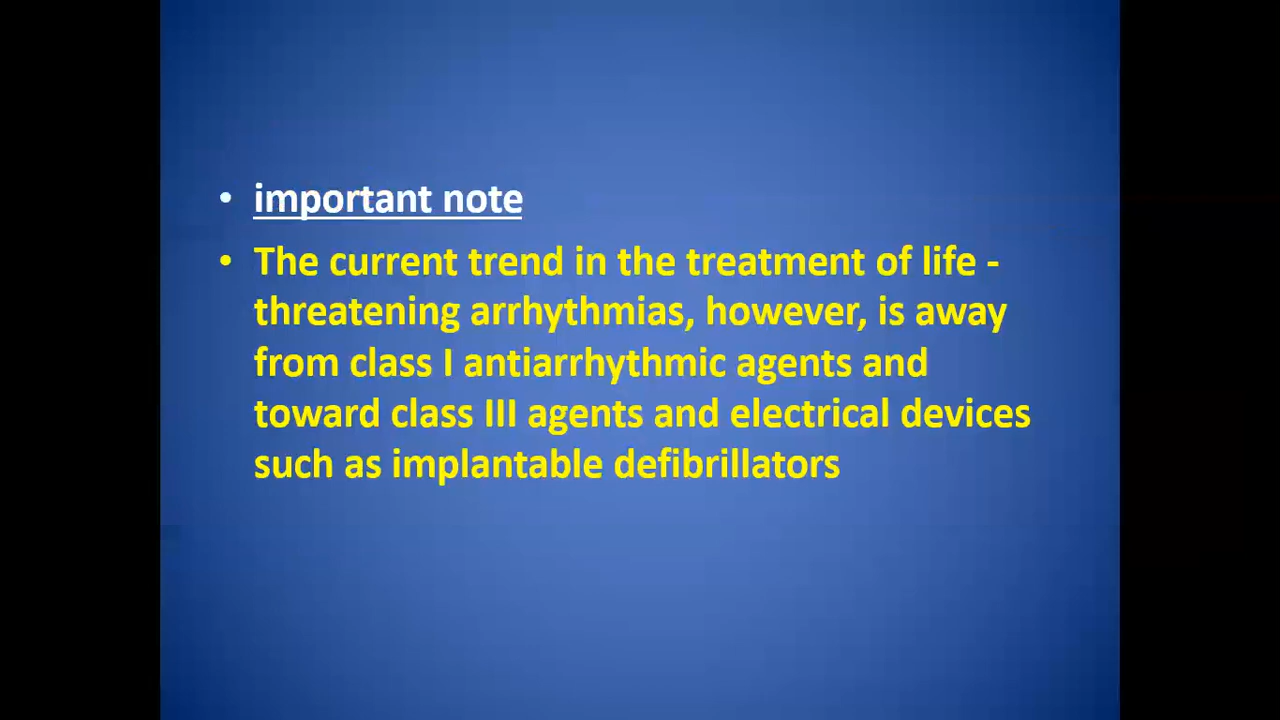 • important note
• The current trend in the treatment of life -
threatening arrhythmias, however, is away
from class I antiarrhythmic agents and
toward class III agents and electrical devices
such as implantable defibrillators